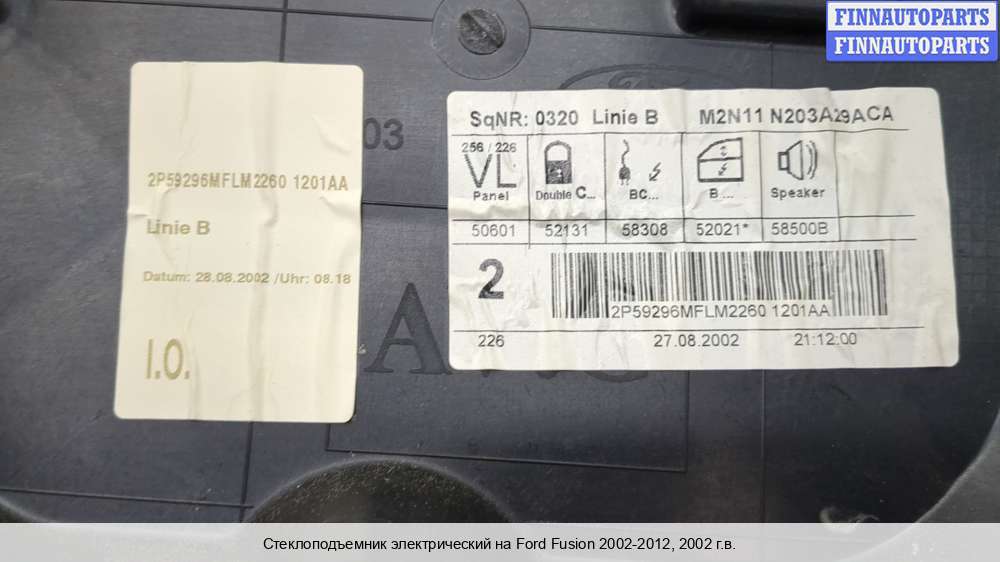 FINNAUTOPARTS
FINNAUTOPARTS
03
2P59296MFLM2260 1201AA
Linie B
Datum: 28.08.2002 /Uhr: 08.18
I.O.
SqNR: 0320 Linie B M2N11 N203A29ACA
256 / 226
VL
Panel Double C... BC... B ... Speaker
50601 52131 58308 52021* 58500B
2
2P59296MFLM2260 1201AA
226 27.08.2002 21:12:00
Стеклоподъемник электрический на Ford Fusion 2002-2012, 2002 г.в.